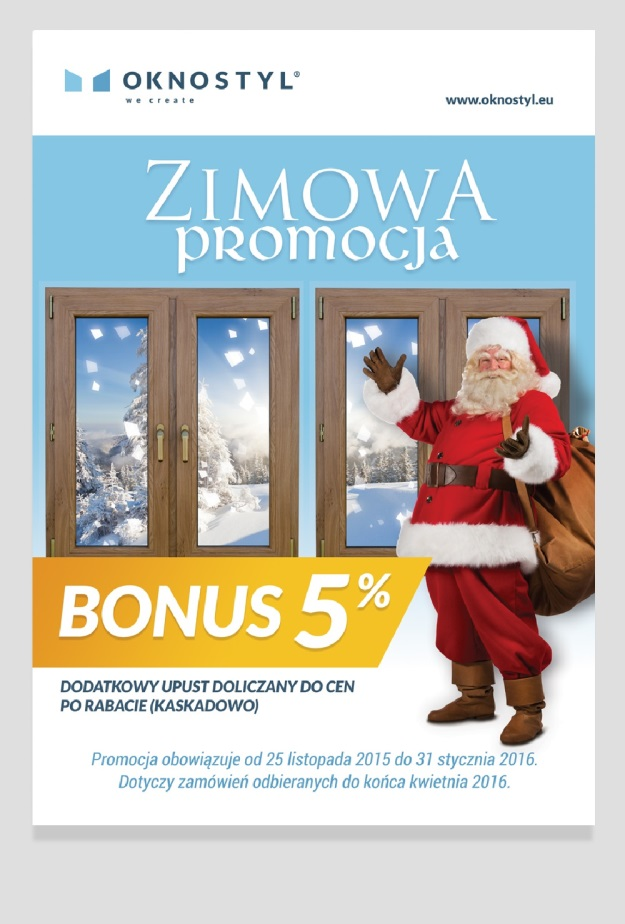 OKNOSTYL®
we create
www.oknostyl.eu
ZIMOWA
promocja
BONUS 5%
DODATKOWY UPUST DOLICZANY DO CEN
PO RABACIE (KASKADOWO)
Promocja obowiązuje od 25 listopada 2015 do 31 stycznia 2016.
Dotyczy zamówień odbieranych do końca kwietnia 2016.